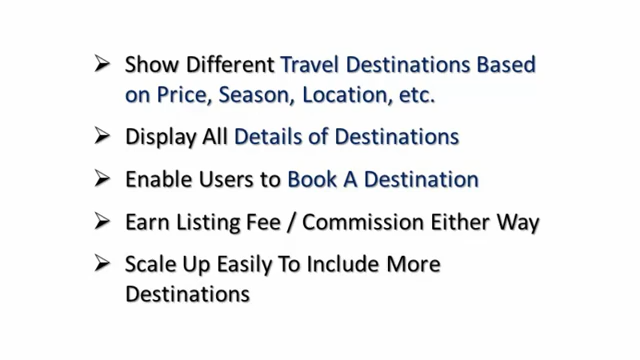 ➢ Show Different Travel Destinations Based
on Price, Season, Location, etc.
➢ Display All Details of Destinations
➢ Enable Users to Book A Destination
➢ Earn Listing Fee / Commission Either Way
➢ Scale Up Easily To Include More
Destinations